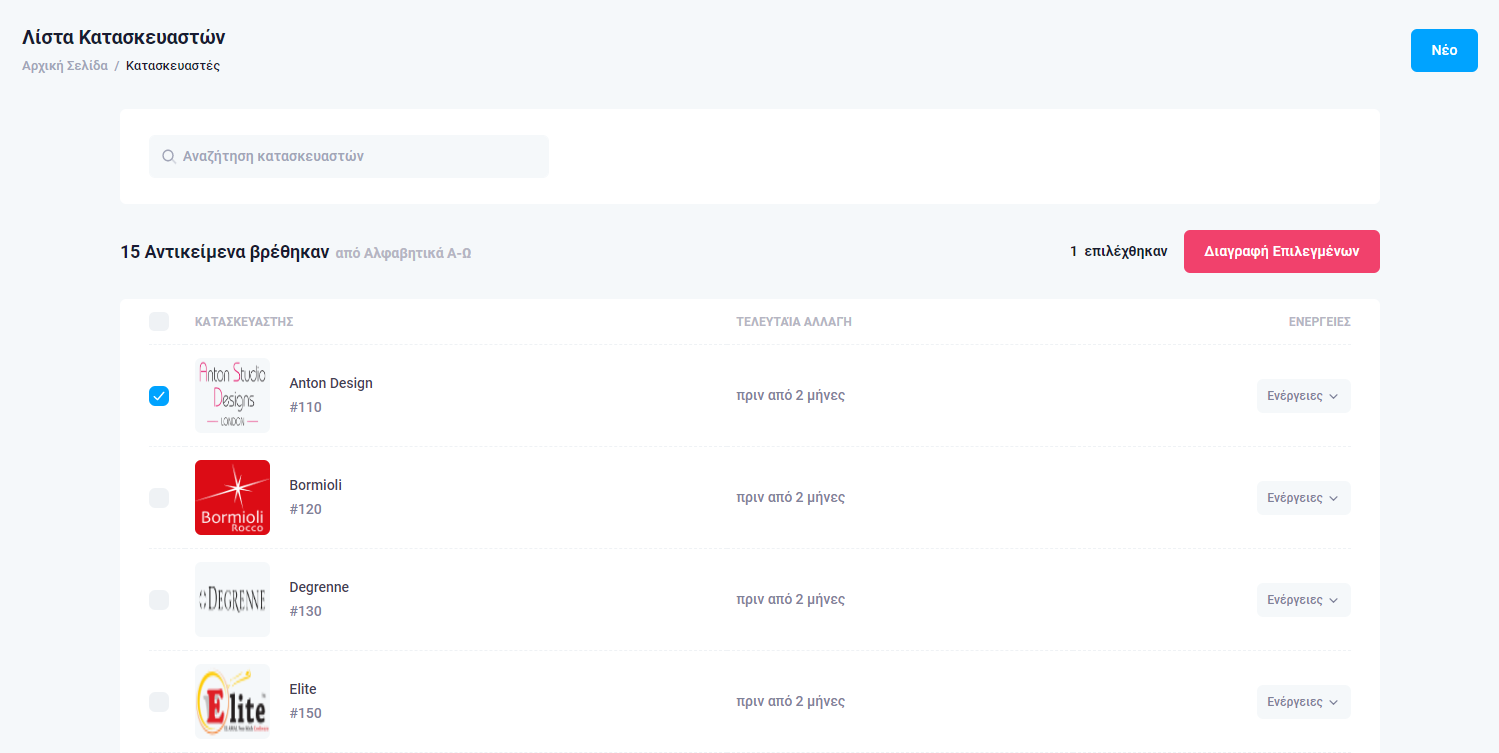 Λίστα Κατασκευαστών
Νέο
Αρχική Σελίδα / Κατασκευαστές
Αναζήτηση κατασκευαστών
15 Αντικείμενα βρέθηκαν από Αλφαβητικά Α-Ω
1 επιλέχθηκαν
Διαγραφή Επιλεγμένων
ΚΑΤΑΣΚΕΥΑΣΤΗΣ ΤΕΛΕΥΤΑΊΑ ΑΛΛΑΓΗ ΕΝΕΡΓΕΙΕΣ
Anton Studio
Designs
LONDON
Anton Design
#110
πριν από 2 μήνες
Ενέργειες
Bormioli
Rocco
Bormioli
#120
πριν από 2 μήνες
Ενέργειες
DEGRENNE
Degrenne
#130
πριν από 2 μήνες
Ενέργειες
Elite
Elite
#150
πριν από 2 μήνες
Ενέργειες